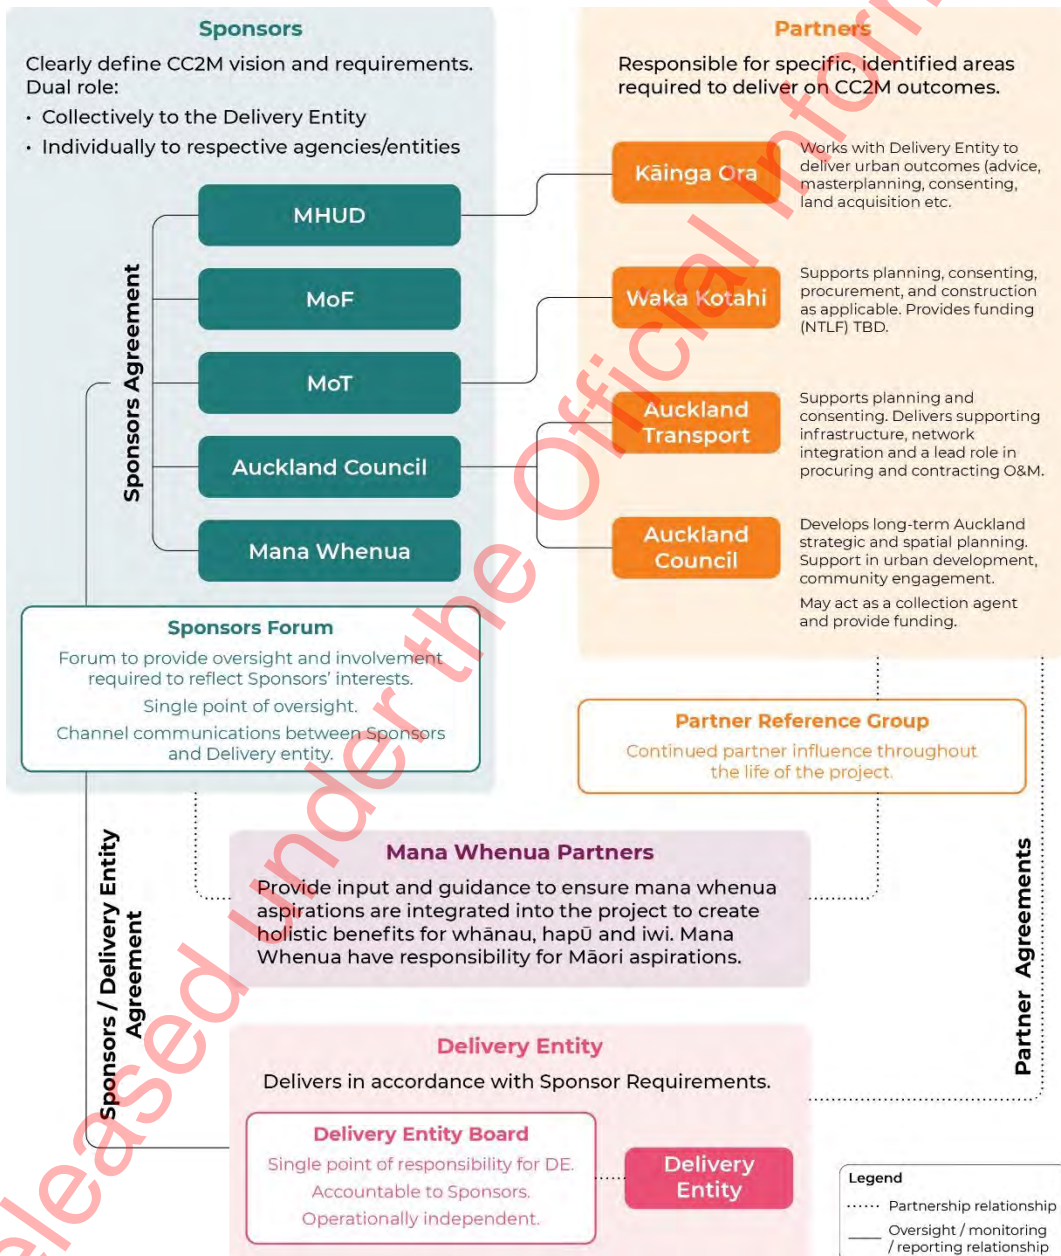 Sponsors
Clearly define CC2M vision and requirements.
Dual role:
• Collectively to the Delivery Entity
• Individually to respective agencies/entities
Sponsors Agreement
MHUD
MoF
MoT
Auckland Council
Mana Whenua
Sponsors Forum
Forum to provide oversight and involvement
required to reflect Sponsors' interests.
Single point of oversight.
Channel communications between Sponsors
and Delivery entity.
Partners
Responsible for specific, identified areas
required to deliver on CC2M outcomes.
Kāinga Ora
Works with Delivery Entity to
deliver urban outcomes (advice,
masterplanning, consenting,
land acquisition etc.
Waka Kotahi
Supports planning, consenting,
procurement, and construction
as applicable. Provides funding
(NTLF) TBD.
Auckland
Transport
Supports planning and
consenting. Delivers supporting
infrastructure, network
integration and a lead role in
procuring and contracting O&M.
Auckland
Council
Develops long-term Auckland
strategic and spatial planning.
Support in urban development,
community engagement.
May act as a collection agent
and provide funding.
Partner Reference Group
Continued partner influence throughout
the life of the project.
Mana Whenua Partners
Provide input and guidance to ensure mana whenua
aspirations are integrated into the project to create
holistic benefits for whānau, hapū and iwi. Mana
Whenua have responsibility for Māori aspirations.
Sponsors / Delivery Entity
Agreement
Partner Agreements
Delivery Entity
Delivers in accordance with Sponsor Requirements.
Delivery Entity Board
Single point of responsibility for DE.
Accountable to Sponsors.
Operationally independent.
Delivery
Entity
Legend
Partnership relationship
Oversight / monitoring
/ reporting relationship
eleased under the Official Inform